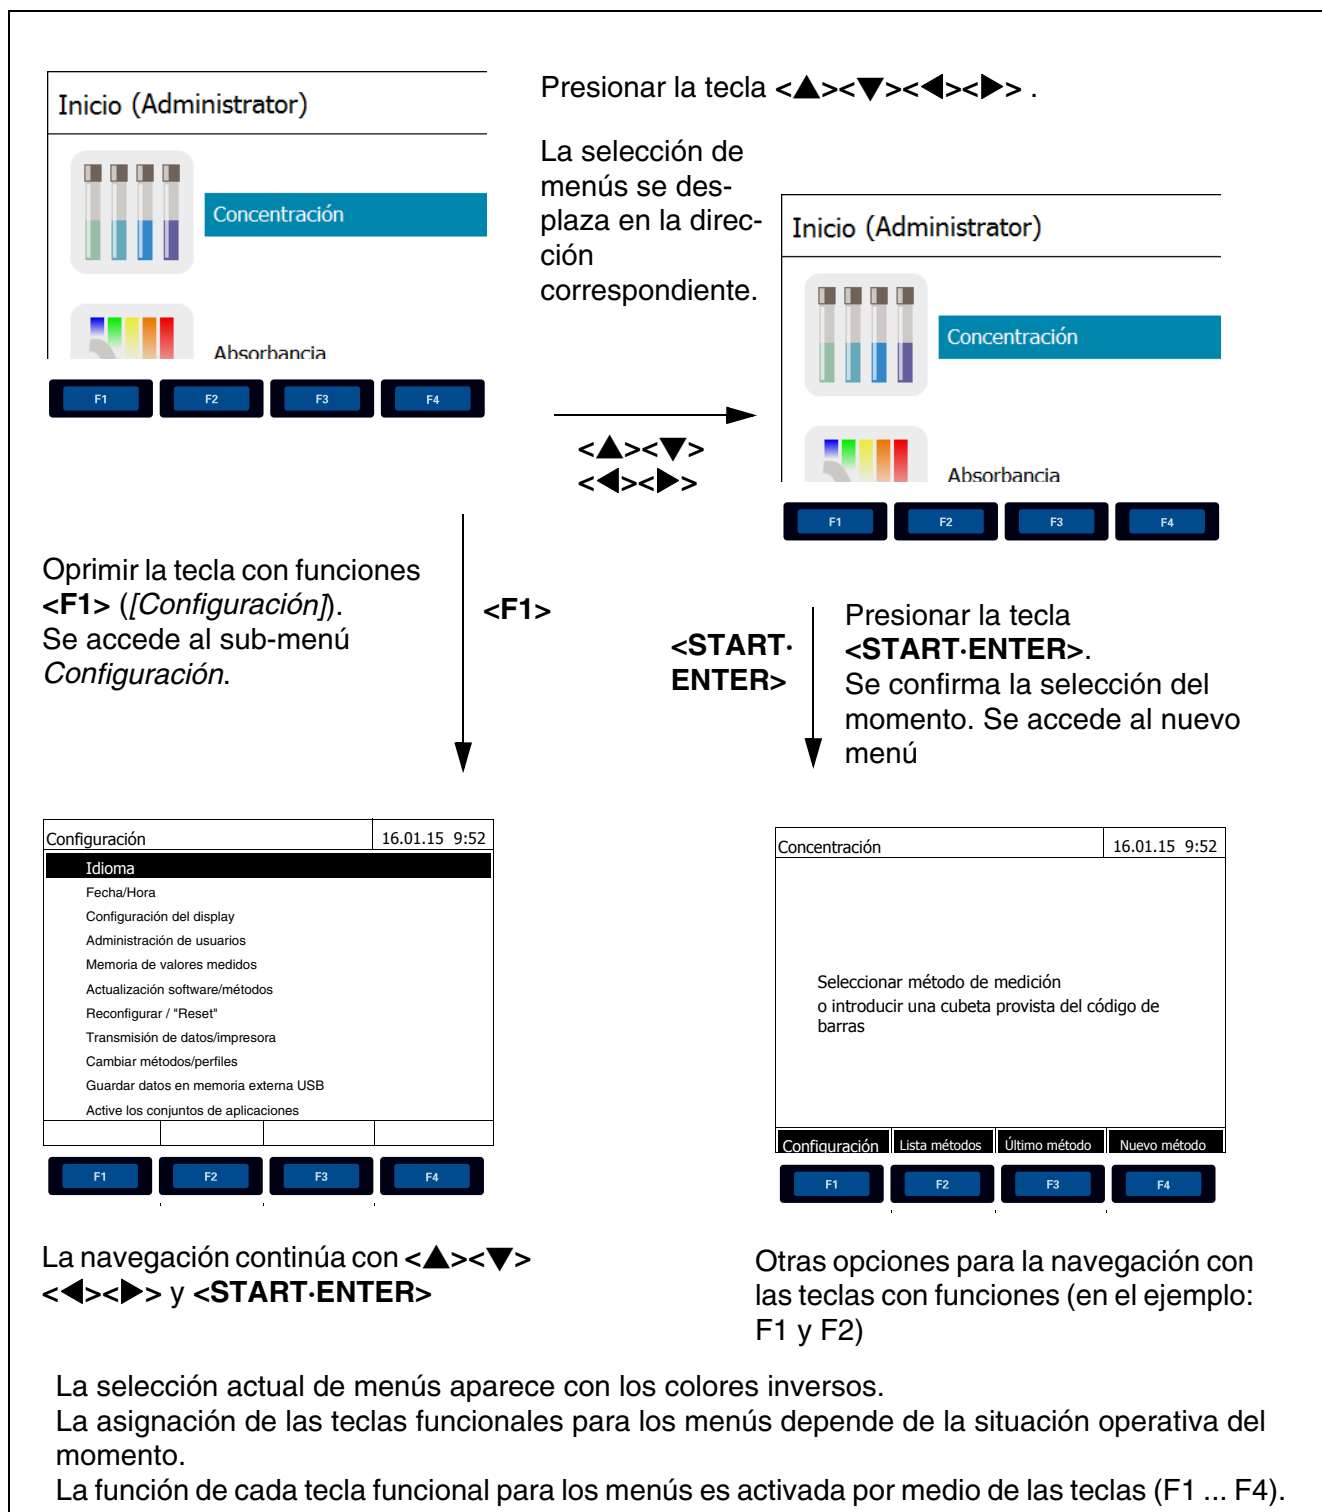 Inicio (Administrator)
Concentración
Absorbancia
F1 F2 F3 F4
Presionar la tecla <▲><▼><◀><▶> .
La selección de
menús se des-
plaza en la direc-
ción
correspondiente.
<▲><▼>
<◀><▶>
Inicio (Administrator)
Concentración
Absorbancia
F1 F2 F3 F4
Oprimir la tecla con funciones
<F1> ([Configuración]).
Se accede al sub-menú
Configuración.
<F1>
<START·
ENTER>
Presionar la tecla
<START·ENTER>.
Se confirma la selección del
momento. Se accede al nuevo
menú
Configuración 16.01.15 9:52
Idioma
Fecha/Hora
Configuración del display
Administración de usuarios
Memoria de valores medidos
Actualización software/métodos
Reconfigurar / "Reset"
Transmisión de datos/impresora
Cambiar métodos/perfiles
Guardar datos en memoria externa USB
Active los conjuntos de aplicaciones
F1 F2 F3 F4
Concentración 16.01.15 9:52
Seleccionar método de medición
o introducir una cubeta provista del código de
barras
Configuración Lista métodos Último método Nuevo método
F1 F2 F3 F4
La navegación continúa con <▲><▼>
<◀><▶> y <START·ENTER>
Otras opciones para la navegación con
las teclas con funciones (en el ejemplo:
F1 y F2)
La selección actual de menús aparece con los colores inversos.
La asignación de las teclas funcionales para los menús depende de la situación operativa del
momento.
La función de cada tecla funcional para los menús es activada por medio de las teclas (F1 ... F4).